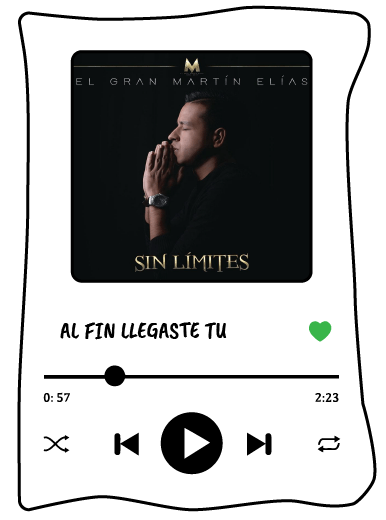 M
EL GRAN MARTÍN ELÍAS
SIN LÍMITES
AL FIN LLEGASTE TU
0: 57
2:23